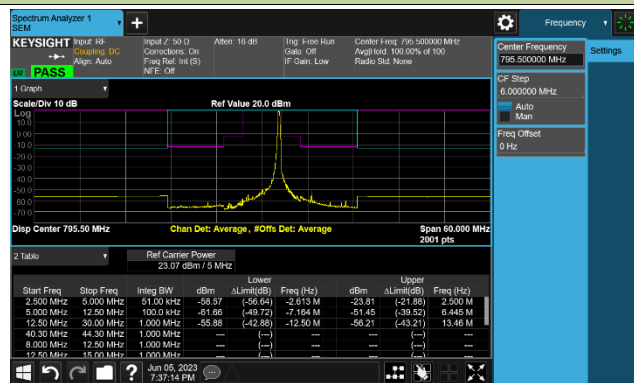 Spectrum Analyzer 1
SEM
Frequency
KEYSIGHT Input: RF Input Z: 50 Ω Atten: 16 dB Trig: Free Run Center Freq: 795.500000 MHz
Coupling: DC Corrections: On Gate: Off Avg|Hold: 100.00% of 100
Align: Auto Freq Ref: Int (S) IF Gain: Low Radio Std: None
NFE: Off
PASS
Center Frequency
795.500000 MHz
Settings
CF Step
6.000000 MHz
Auto
Man
Freq Offset
0 Hz
1 Graph
Scale/Div 10 dB Ref Value 20.0 dBm
Log
10.0
0.00
-10.0
-20.0
-30.0
-40.0
-50.0
-60.0
-70.0
Disp Center 795.50 MHz Chan Det: Average, #Offs Det: Average Span 60.000 MHz
2001 pts
2 Table Ref Carrier Power
23.07 dBm / 5 MHz
Lower Upper
Start Freq Stop Freq Integ BW dBm ΔLimit(dB) Freq (Hz) dBm ΔLimit(dB) Freq (Hz)
2.500 MHz 5.000 MHz 51.00 kHz -58.57 (-56.64) -2.613 M -23.81 (-21.88) 2.500 M
5.000 MHz 12.50 MHz 100.0 kHz -61.66 (-49.72) -7.164 M -51.45 (-39.52) 6.445 M
12.50 MHz 30.00 MHz 1.000 MHz -55.88 (-42.88) -12.50 M -56.21 (-43.21) 13.46 M
40.30 MHz 44.30 MHz 1.000 MHz --- (---) --- (---)
8.000 MHz 12.50 MHz 1.000 MHz --- (---) --- (---)
12.50 MHz 15.00 MHz 1.000 MHz --- (---) --- (---)
Jun 05, 2023
7:37:14 PM